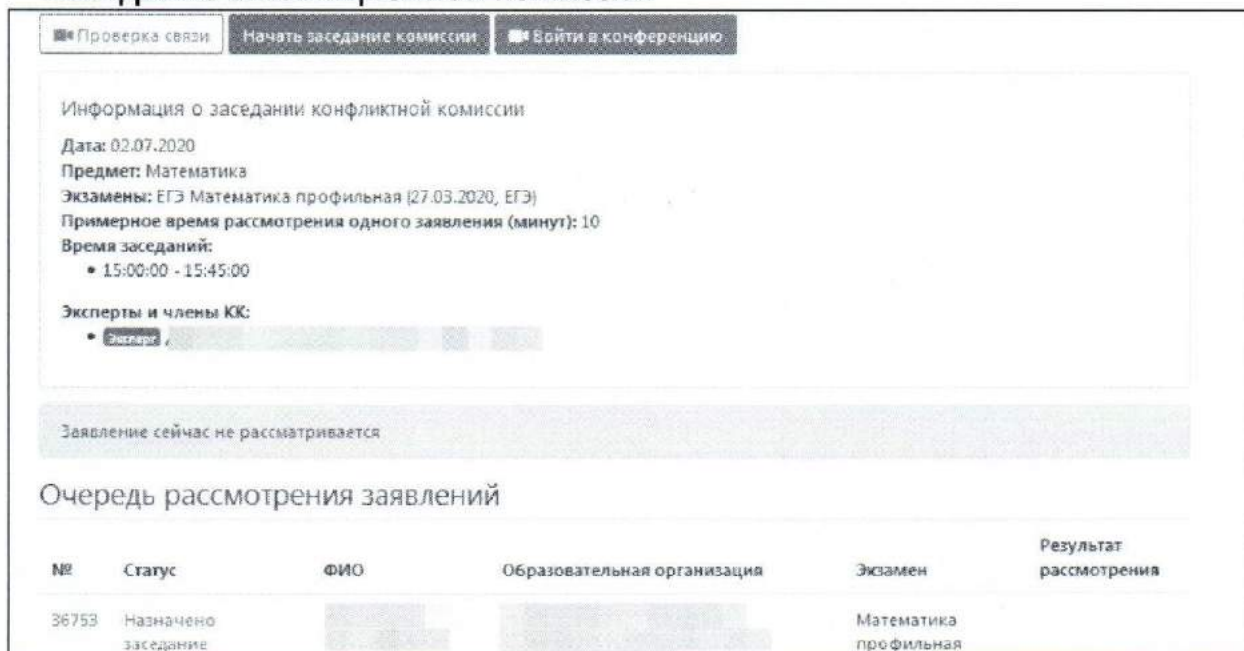 Проверка связи Начать заседание комиссии Войти в конференцию
Информация о заседании конфликтной комиссии
Дата: 02.07.2020
Предмет: Математика
Экзамены: ЕГЭ Математика профильная (27.03.2020, ЕГЭ)
Примерное время рассмотрения одного заявления (минут): 10
Время заседаний:
• 15:00:00 - 15:45:00
Эксперты и члены КК:
• Эксперт
Заявление сейчас не рассматривается
Очередь рассмотрения заявлений
№ Статус ФИО Образовательная организация Экзамен Результат рассмотрения
36753 Назначено заседание Математика профильная